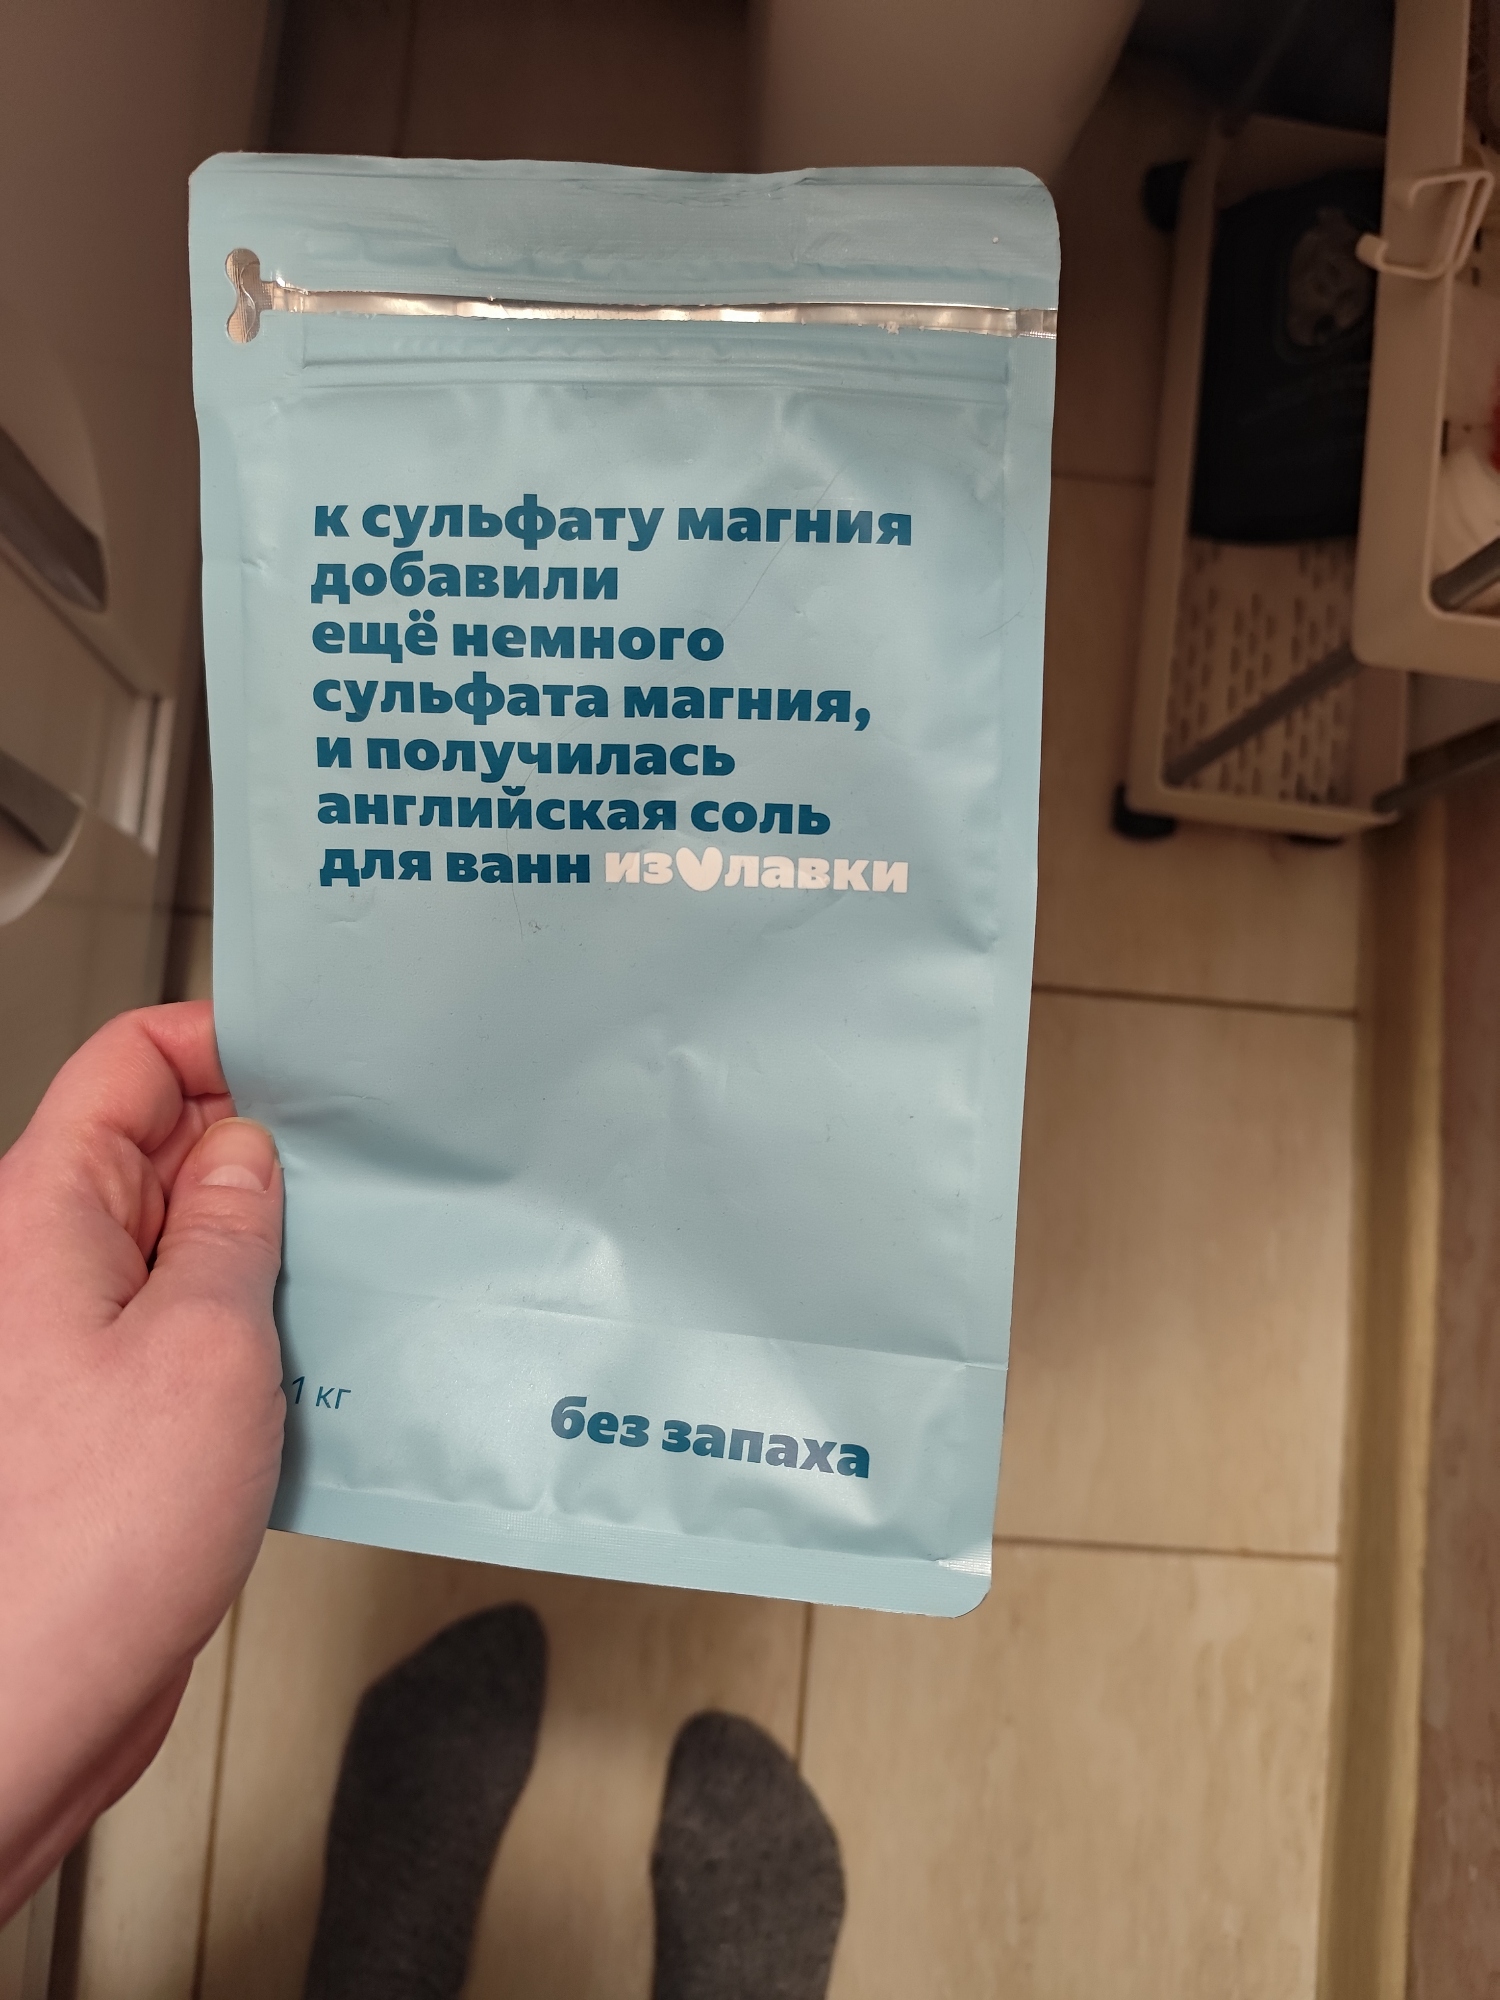 к сульфату магния
добавили
ещё немного
сульфата магния,
и получилась
английская соль
для ванн из лавки
1 кг
без запаха